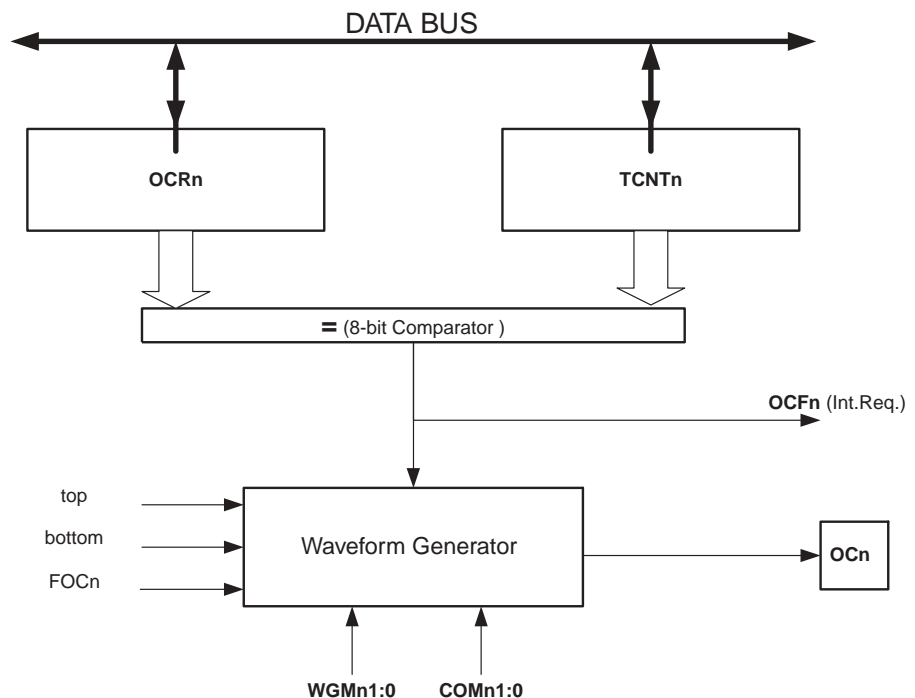 DATA BUS
OCRn
TCNTn
= (8-bit Comparator )
OCFn (Int.Req.)
top
bottom
FOCn
Waveform Generator
OCn
WGMn1:0
COMn1:0